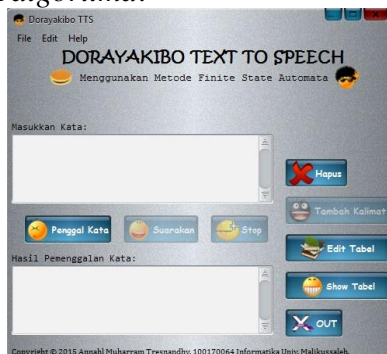 Dorayakibo TTS
File Edit Help
DORAYAKIBO TEXT TO SPEECH
Menggunakan Metode Finite State Automata
Masukkan Kata:
Hapus
Tambah Kalimat
Penggal Kata
Suarakan
Stop
Edit Tabel
Hasil Pemenggalan Kata:
Show Tabel
OUT
Copyright © 2015 Annahl Muharram Tresnandhy, 100170064 Informatika Univ. Malikussaleh.